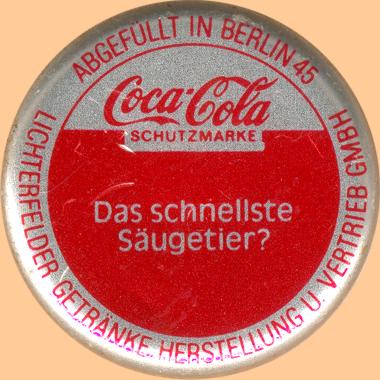 ABGEFÜLLT IN BERLIN 45
Coca-Cola
SCHUTZMARKE
Das schnellste
Säugetier?
LICHTERFELDER GETRÄNKE HERSTELLUNG U. VERTRIEB GMBH